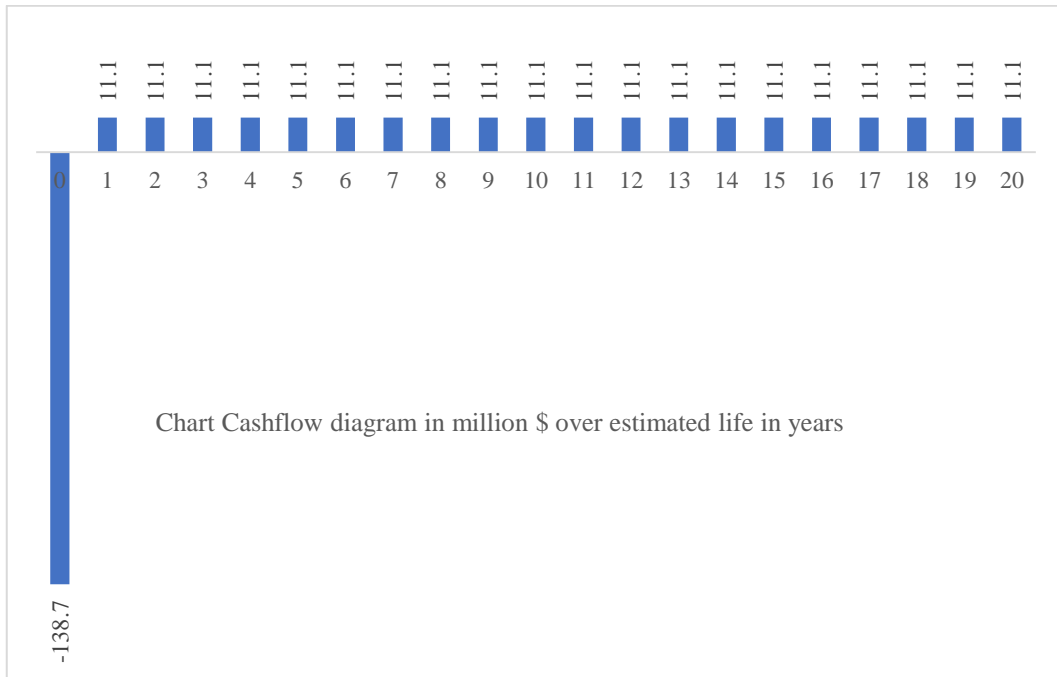 11.1 11.1 11.1 11.1 11.1 11.1 11.1 11.1 11.1 11.1 11.1 11.1 11.1 11.1 11.1 11.1 11.1 11.1 11.1 11.1
0 1 2 3 4 5 6 7 8 9 10 11 12 13 14 15 16 17 18 19 20
Chart Cashflow diagram in million $ over estimated life in years
-138.7